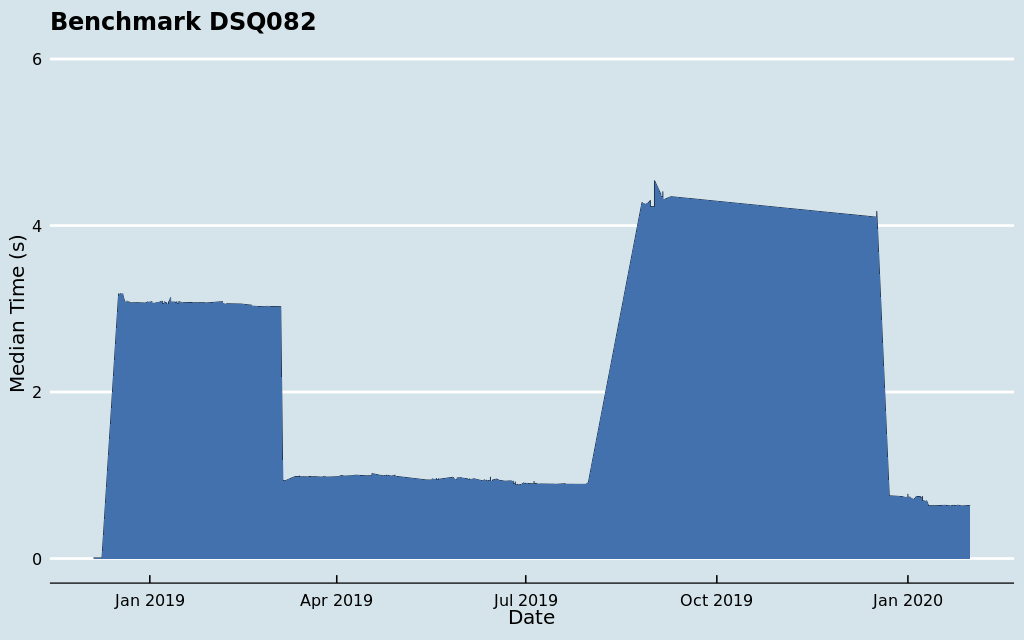 Benchmark DSQ082
6
4
2
0
Median Time (s)
Jan 2019
Apr 2019
Jul 2019
Oct 2019
Jan 2020
Date